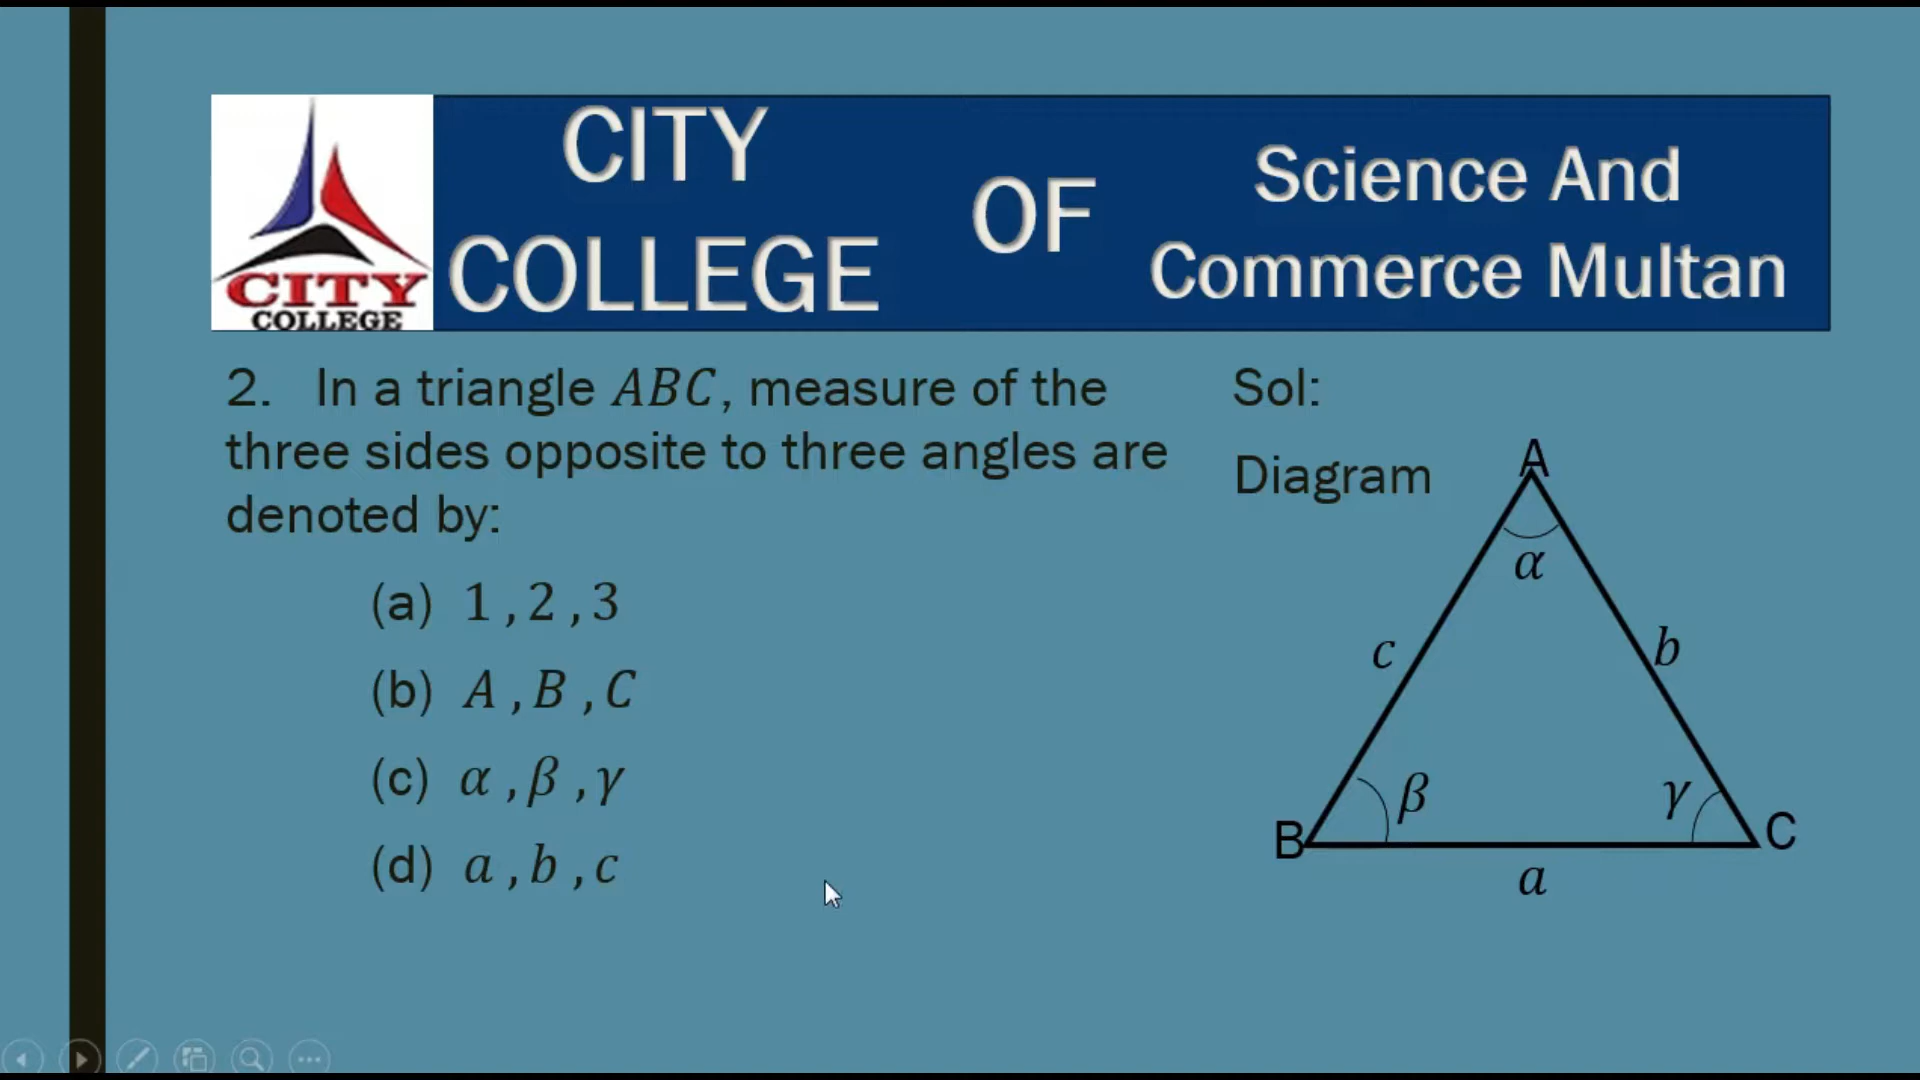 CITY
COLLEGE
CITY
COLLEGE
OF
Science And
Commerce Multan
2. In a triangle ABC, measure of the
three sides opposite to three angles are
denoted by:
(a) 1 , 2 , 3
(b) A , B , C
(c) α , β , γ
(d) a , b , c
Sol:
Diagram
A
α
c
b
β
γ
B
C
a